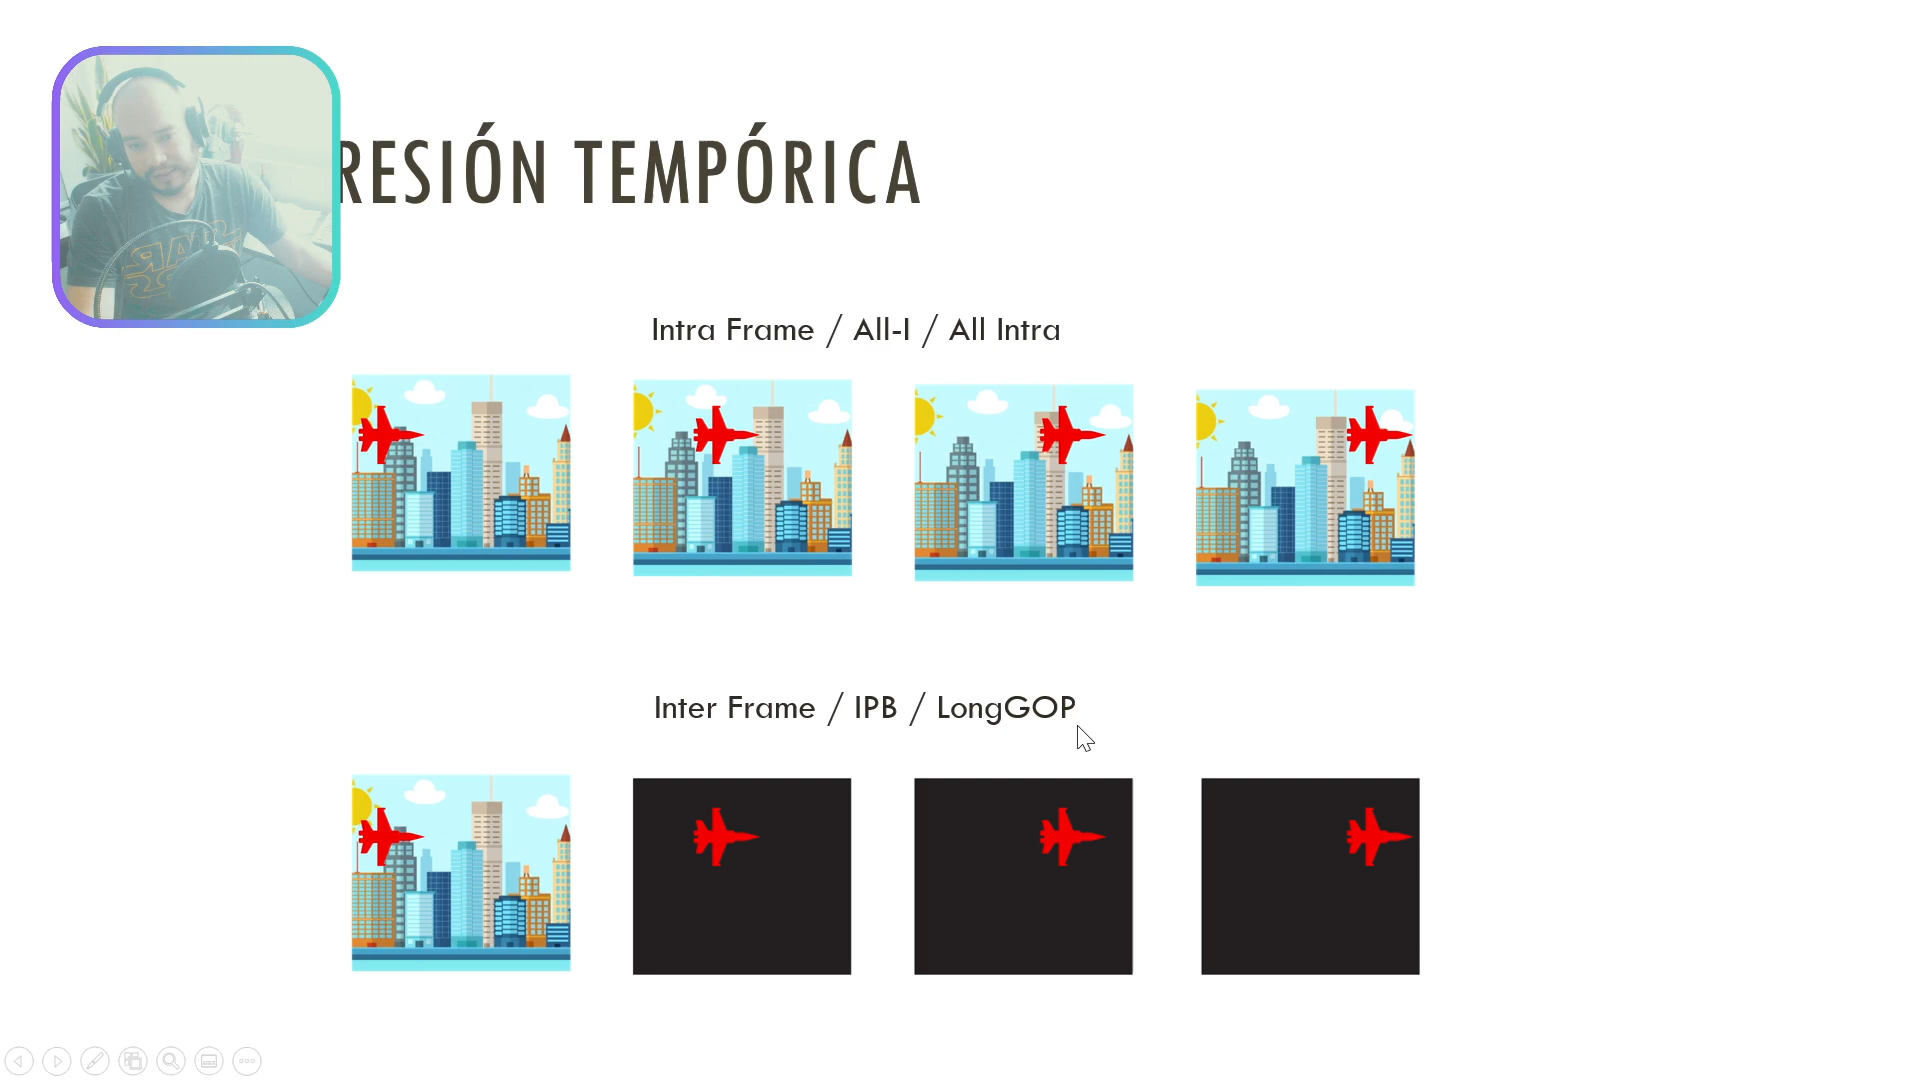 RESIÓN TEMPÓRICA
Intra Frame / All-I / All Intra
Inter Frame / IPB / LongGOP